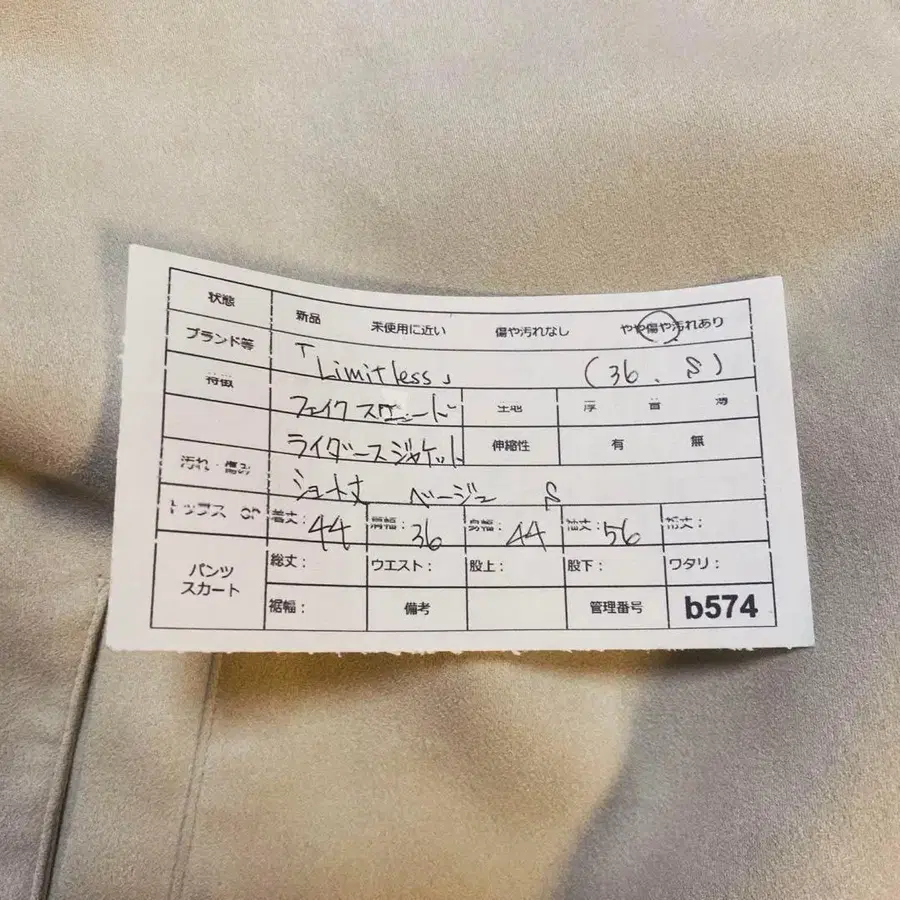 状態 新品 未使用に近い 傷や汚れなし やや傷や汚れあり
ブランド等 「Limitless」 (36. S)
特徴 フェイクスウェード 生地 厚 普 薄
ライダースジャケット 伸縮性 有 無
汚れ・傷み ショート丈 ベージュ S
トップス 着丈: 44 肩幅: 36 身幅: 44 袖丈: 56 裄丈:
パンツ スカート 総丈: ウエスト: 股上: 股下: ワタリ:
裾幅: 備考 管理番号 b574